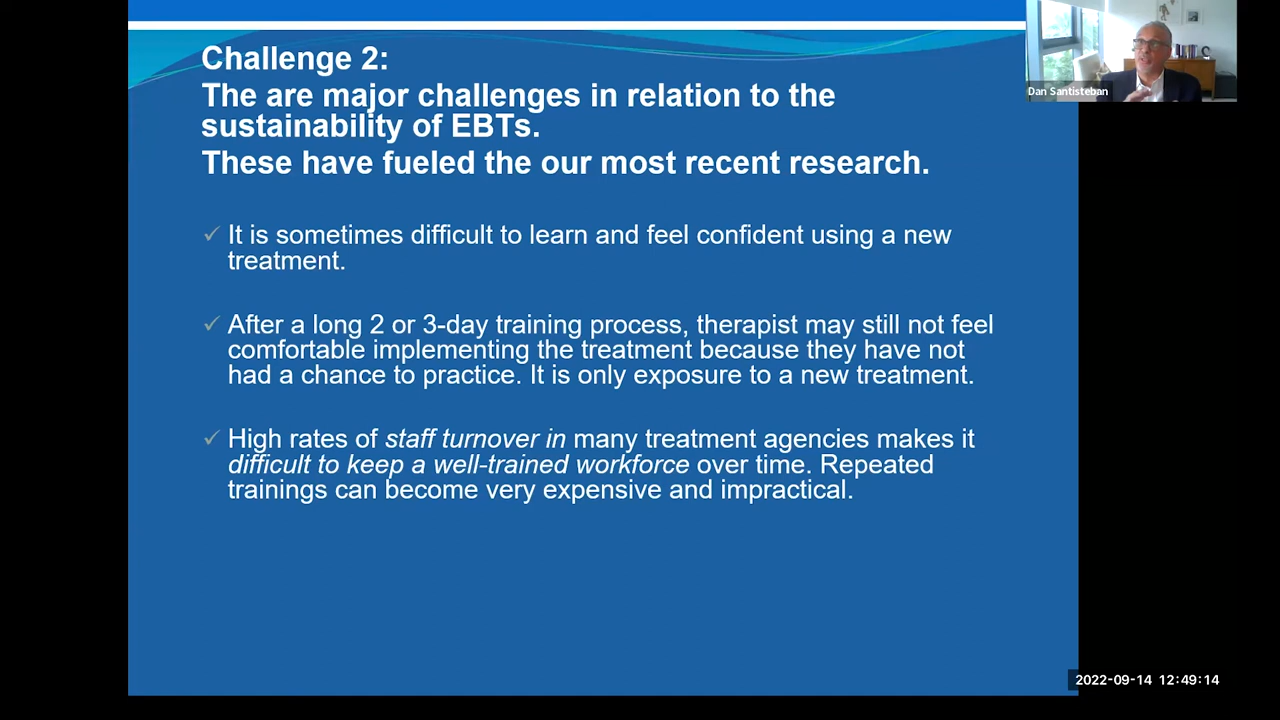 Challenge 2:
The are major challenges in relation to the
sustainability of EBTs.
These have fueled the our most recent research.
✓ It is sometimes difficult to learn and feel confident using a new
treatment.
✓ After a long 2 or 3-day training process, therapist may still not feel
comfortable implementing the treatment because they have not
had a chance to practice. It is only exposure to a new treatment.
✓ High rates of staff turnover in many treatment agencies makes it
difficult to keep a well-trained workforce over time. Repeated
trainings can become very expensive and impractical.
Dan Santisteban
2022-09-14 12:49:14